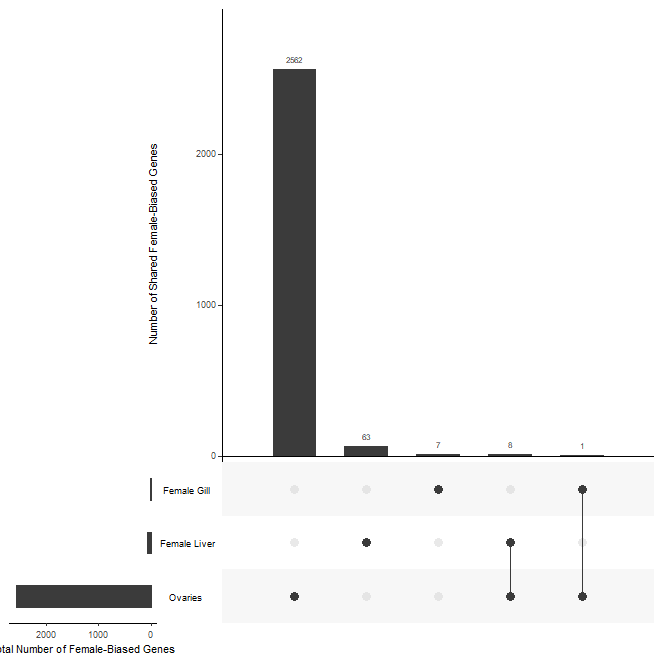 2562
2000
Number of Shared Female-Biased Genes
1000
63
7
8
1
0
Female Gill
Female Liver
Ovaries
2000 1000 0
otal Number of Female-Biased Genes